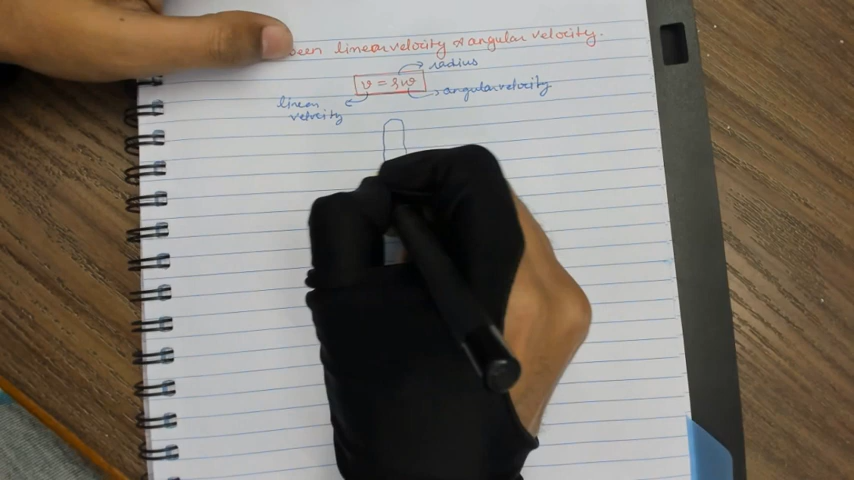 linear velocity & angular velocity.
radius
v = rω
angular velocity
linear
velocity